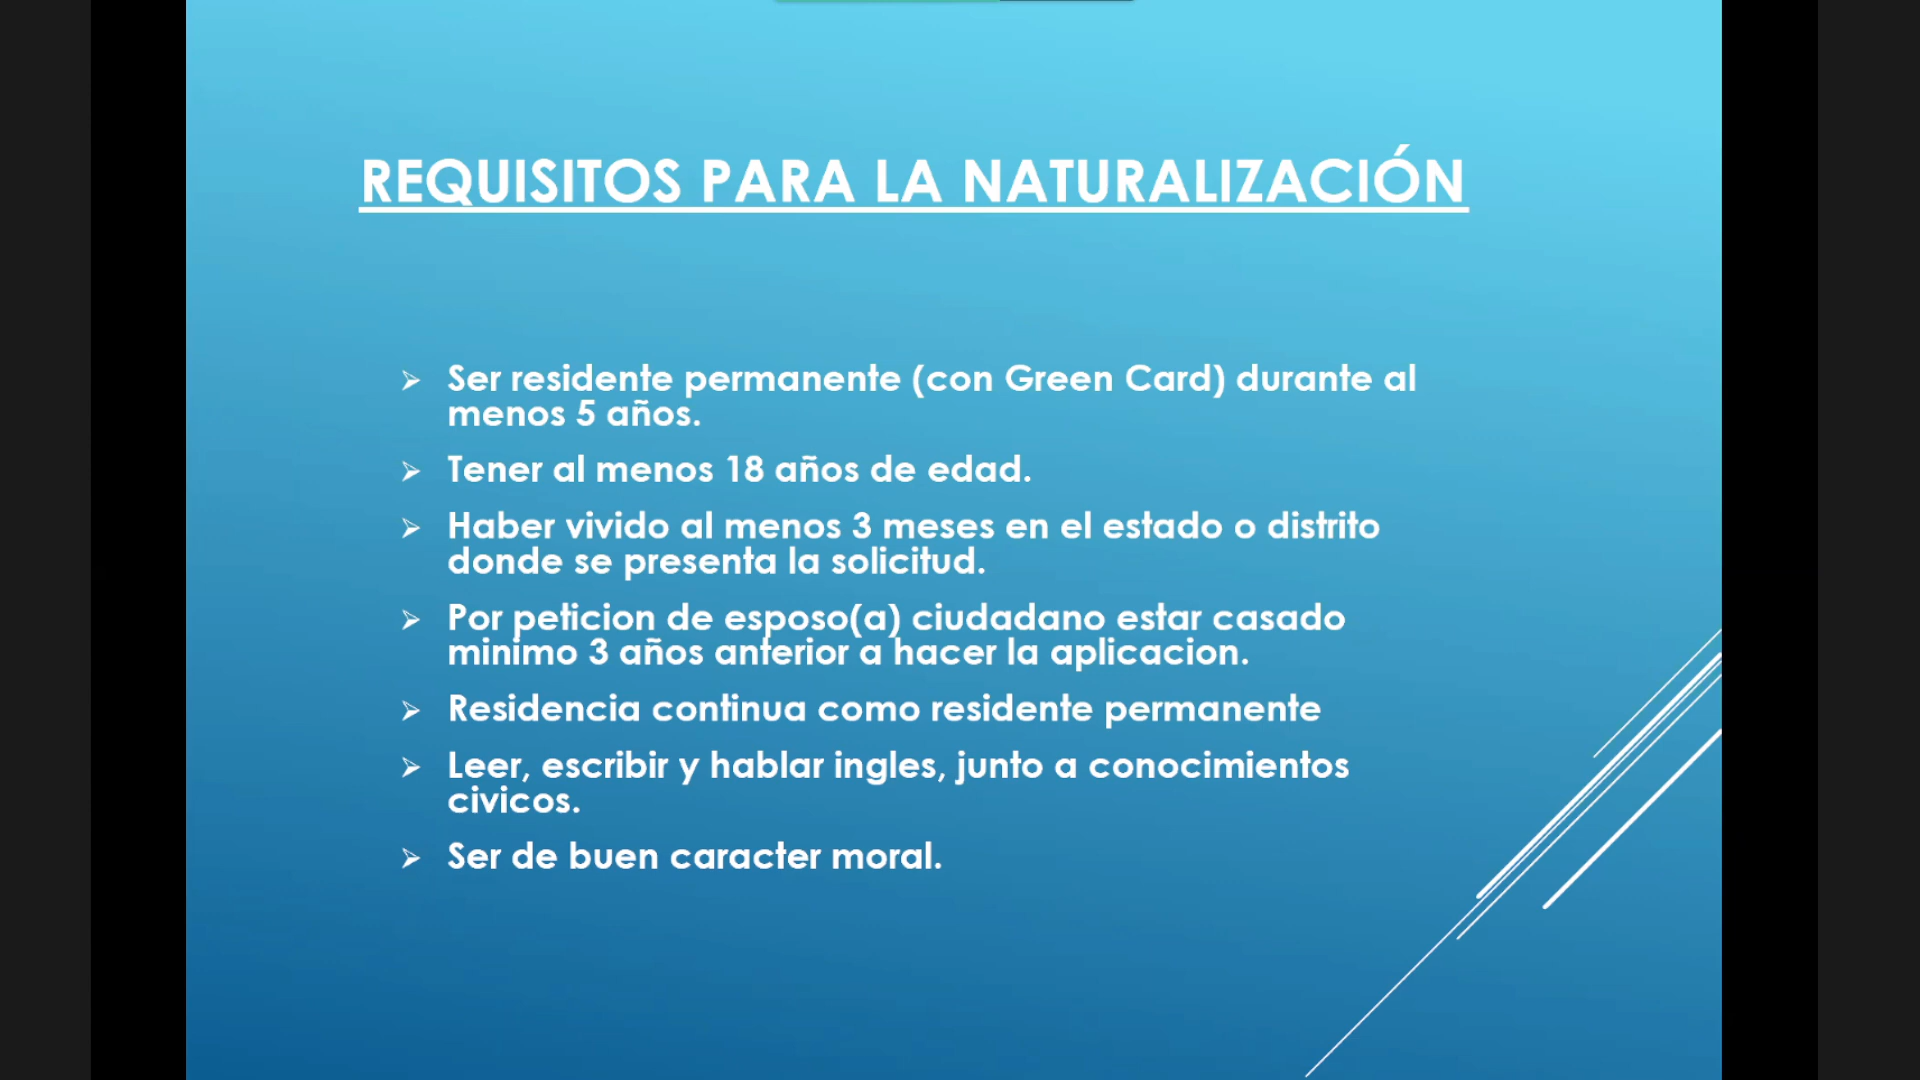 REQUISITOS PARA LA NATURALIZACIÓN
Ser residente permanente (con Green Card) durante al
menos 5 años.
Tener al menos 18 años de edad.
Haber vivido al menos 3 meses en el estado o distrito
donde se presenta la solicitud.
Por peticion de esposo(a) ciudadano estar casado
minimo 3 años anterior a hacer la aplicacion.
Residencia continua como residente permanente
Leer, escribir y hablar ingles, junto a conocimientos
civicos.
Ser de buen caracter moral.